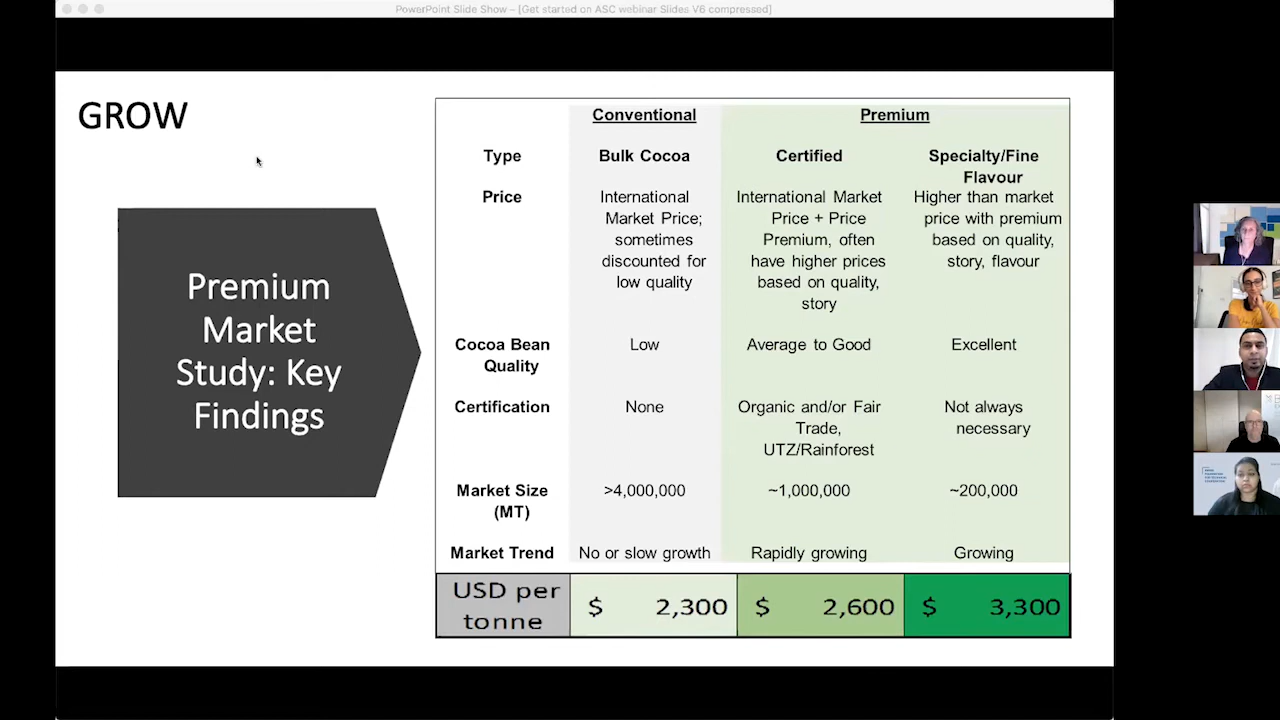 PowerPoint Slide Show – [Get started on ASC webinar Slides V6 compressed]
GROW
Premium
Market
Study: Key
Findings
Conventional Premium
Type Bulk Cocoa Certified Specialty/Fine
Flavour
Price International International Market Higher than market
Market Price; Price + Price price with premium
sometimes Premium, often based on quality,
discounted for have higher prices story, flavour
low quality based on quality,
story
Cocoa Bean Low Average to Good Excellent
Quality
Certification None Organic and/or Fair Not always
Trade, necessary
UTZ/Rainforest
Market Size >4,000,000 ~1,000,000 ~200,000
(MT)
Market Trend No or slow growth Rapidly growing Growing
USD per $ 2,300 $ 2,600 $ 3,300
tonne